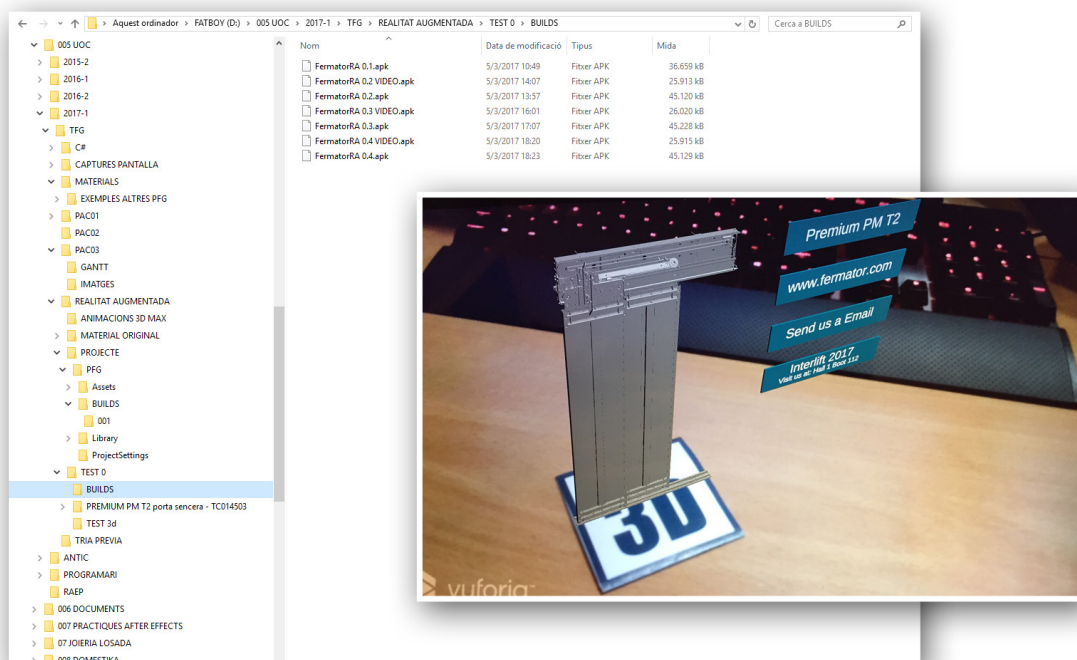 Aquest ordinador > FATBOY (D:) > 005 UOC > 2017-1 > TFG > REALITAT AUGMENTADA > TEST 0 > BUILDS
Cerca a BUILDS
005 UOC
2015-2
2016-1
2016-2
2017-1
TFG
C#
CAPTURES PANTALLA
MATERIALS
EXEMPLES ALTRES PFG
PAC01
PAC02
PAC03
GANTT
IMATGES
REALITAT AUGMENTADA
ANIMACIONS 3D MAX
MATERIAL ORIGINAL
PROJECTE
PFG
Assets
BUILDS
001
Library
ProjectSettings
TEST 0
BUILDS
PREMIUM PM T2 porta sencera - TC014503
TEST 3d
TRIA PREVIA
ANTIC
PROGRAMARI
RAEP
006 DOCUMENTS
007 PRACTIQUES AFTER EFFECTS
07 JOIERIA LOSADA
008 DOMESTIKA
Nom Data de modificació Tipus Mida
FermatorRA 0.1.apk 5/3/2017 10:49 Fitxer APK 36.659 kB
FermatorRA 0.2 VIDEO.apk 5/3/2017 14:07 Fitxer APK 25.913 kB
FermatorRA 0.2.apk 5/3/2017 13:57 Fitxer APK 45.120 kB
FermatorRA 0.3 VIDEO.apk 5/3/2017 16:01 Fitxer APK 26.020 kB
FermatorRA 0.3.apk 5/3/2017 17:07 Fitxer APK 45.228 kB
FermatorRA 0.4 VIDEO.apk 5/3/2017 18:20 Fitxer APK 25.915 kB
FermatorRA 0.4.apk 5/3/2017 18:23 Fitxer APK 45.129 kB
Premium PM T2
www.fermator.com
Send us a Email
Interlift 2017
Visit us at: Hall 1 Boot 112
3D
vuforia™